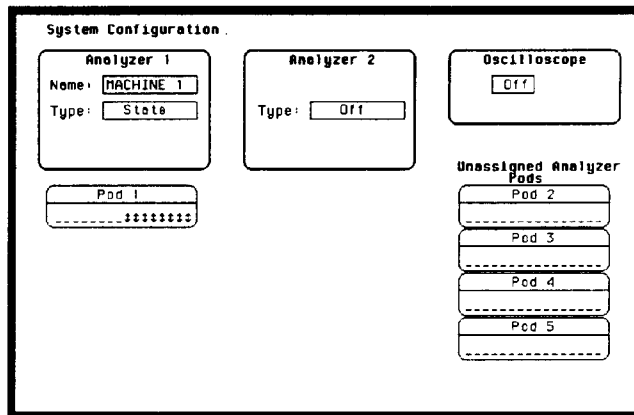 System Configuration
Analyzer 1
Name: MACHINE 1
Type: State
Analyzer 2
Type: Off
Oscilloscope
Off
Pod 1
--------↕↕↕↕↕↕↕↕
Unassigned Analyzer
Pods
Pod 2
----------------
Pod 3
----------------
Pod 4
----------------
Pod 5
----------------